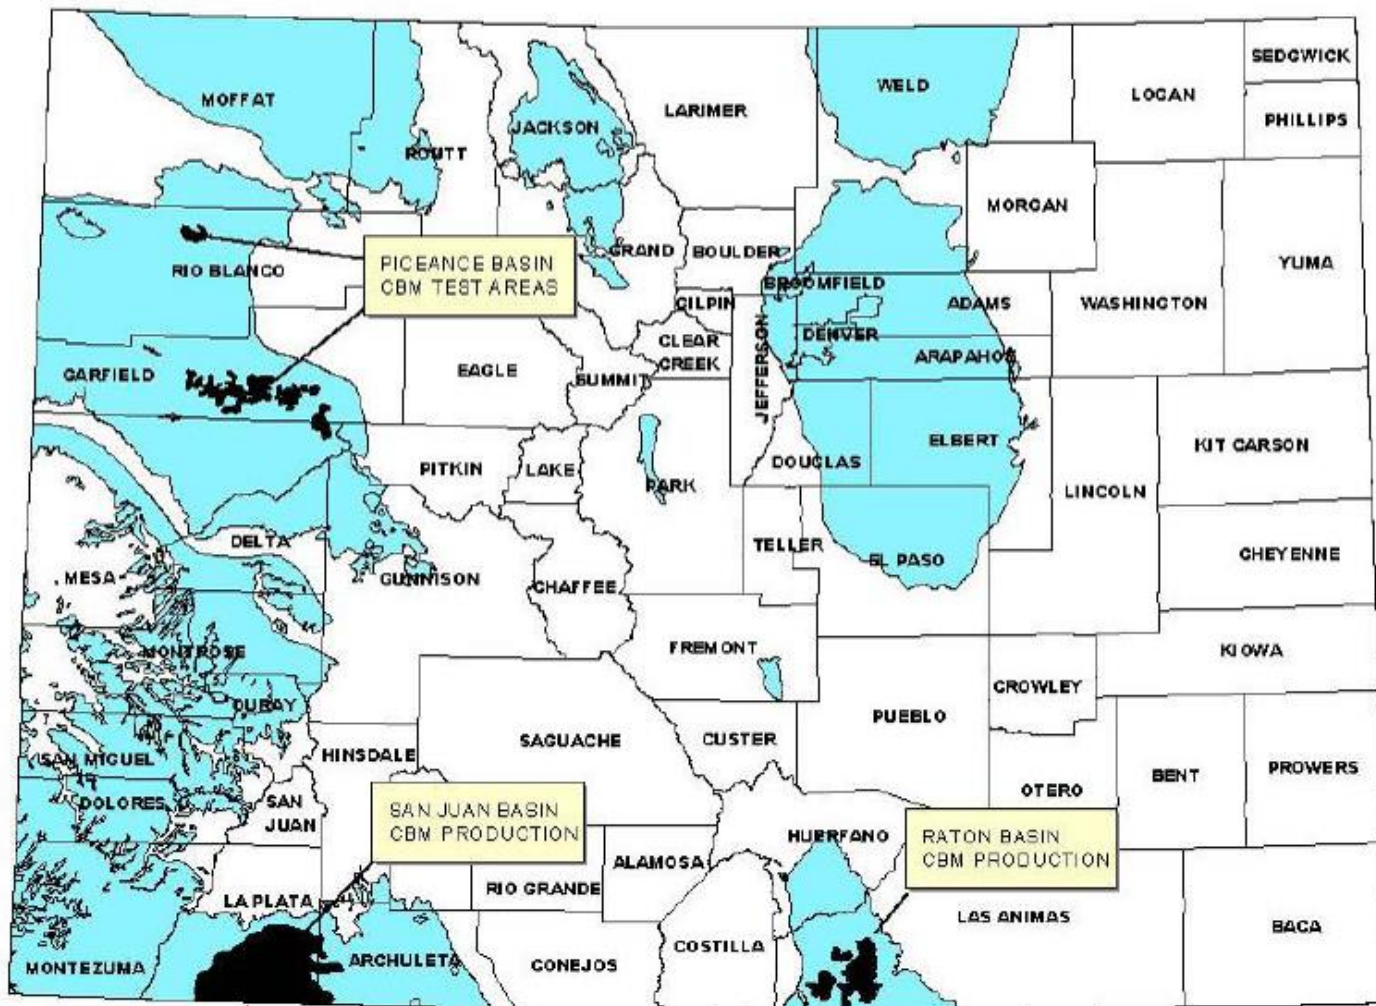 SEDGWICK
MOFFAT
WELD
LOGAN
LARIMER
PHILLIPS
JACKSON
ROUTT
MORGAN
GRAND
BOULDER
YUMA
RIO BLANCO
PICEANCE BASIN
CBM TEST AREAS
BROOMFIELD
GILPIN
ADAMS
WASHINGTON
CLEAR
CREEK
DENVER
JEFFERSON
ARAPAHOE
GARFIELD
EAGLE
SUMMIT
ELBERT
KIT CARSON
PITKIN
LAKE
DOUGLAS
PARK
LINCOLN
DELTA
TELLER
EL PASO
CHEYENNE
MESA
GUNNISON
CHAFFEE
MONTROSE
FREMONT
KIOWA
CROWLEY
OURAY
PUEBLO
SAGUACHE
CUSTER
HINSDALE
SAN MIGUEL
PROWERS
BENT
OTERO
DOLORES
SAN
JUAN
SAN JUAN BASIN
CBM PRODUCTION
HUERFANO
RATON BASIN
CBM PRODUCTION
ALAMOSA
RIO GRANDE
LA PLATA
LAS ANIMAS
BACA
COSTILLA
MONTEZUMA
ARCHULETA
CONEJOS